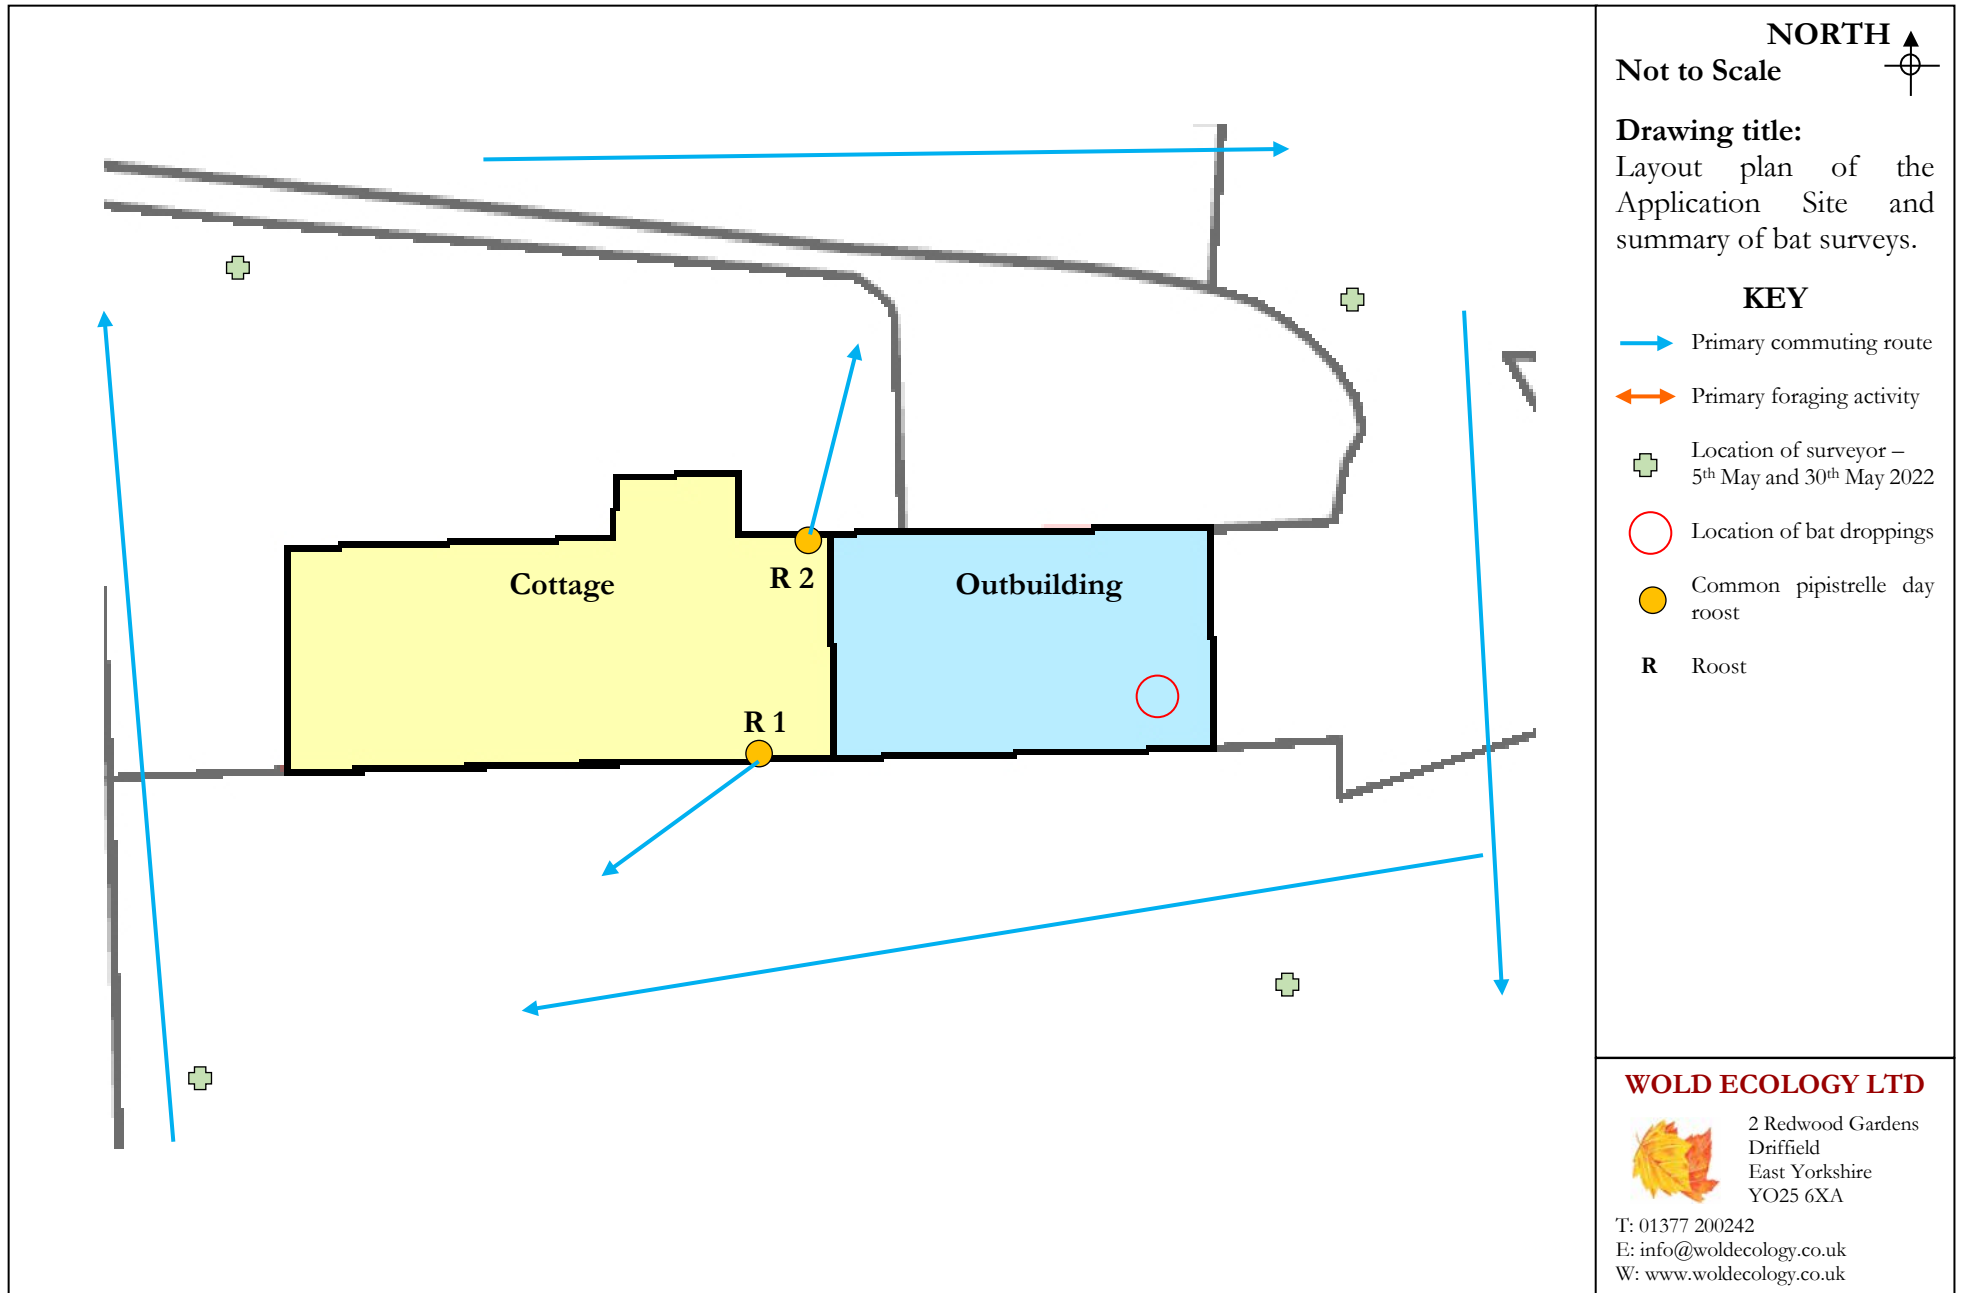 NORTH
Not to Scale
Drawing title:
Layout plan of the
Application Site and
summary of bat surveys.
KEY
Primary commuting route
Primary foraging activity
Location of surveyor –
5th May and 30th May 2022
Location of bat droppings
Common pipistrelle day
roost
R Roost
Cottage
R 2
Outbuilding
R 1
WOLD ECOLOGY LTD
2 Redwood Gardens
Driffield
East Yorkshire
YO25 6XA
T: 01377 200242
E: info@woldecology.co.uk
W: www.woldecology.co.uk